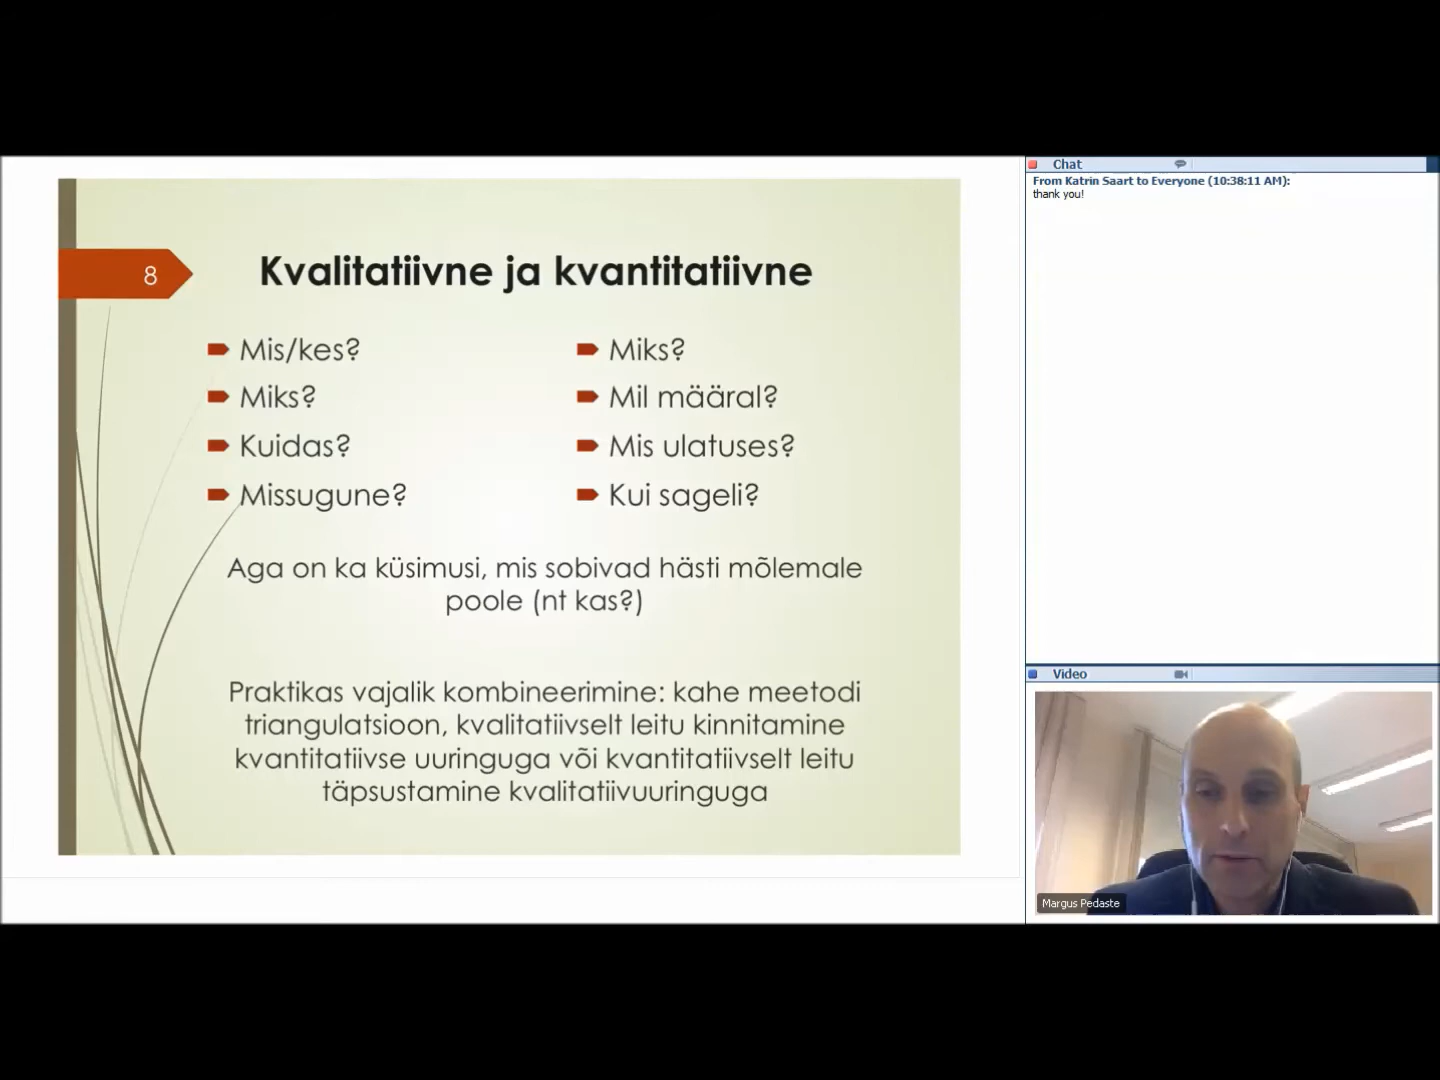 8
Kvalitatiivne ja kvantitatiivne
Mis/kes?
Miks?
Kuidas?
Missugune?
Miks?
Mil määral?
Mis ulatuses?
Kui sageli?
Aga on ka küsimusi, mis sobivad hästi mõlemale
poole (nt kas?)
Praktikas vajalik kombineerimine: kahe meetodi
triangulatsioon, kvalitatiivselt leitu kinnitamine
kvantitatiivse uuringuga või kvantitatiivselt leitu
täpsustamine kvalitatiivuuringuga
Chat
From Katrin Saart to Everyone (10:38:11 AM):
thank you!
Video
Margus Pedaste